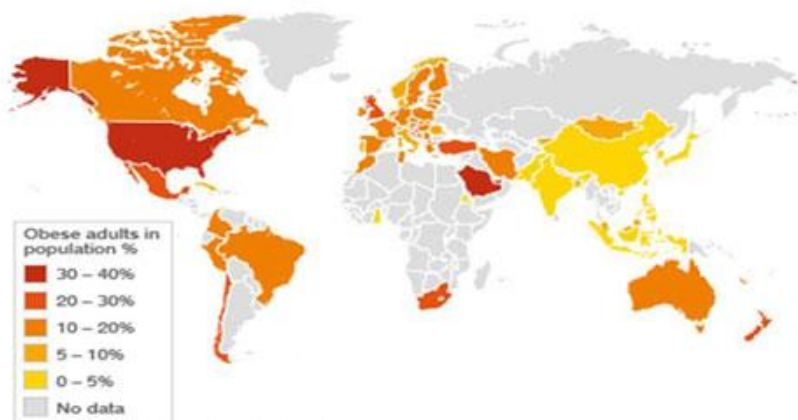 Obese adults in
population %
30 – 40%
20 – 30%
10 – 20%
5 – 10%
0 – 5%
No data